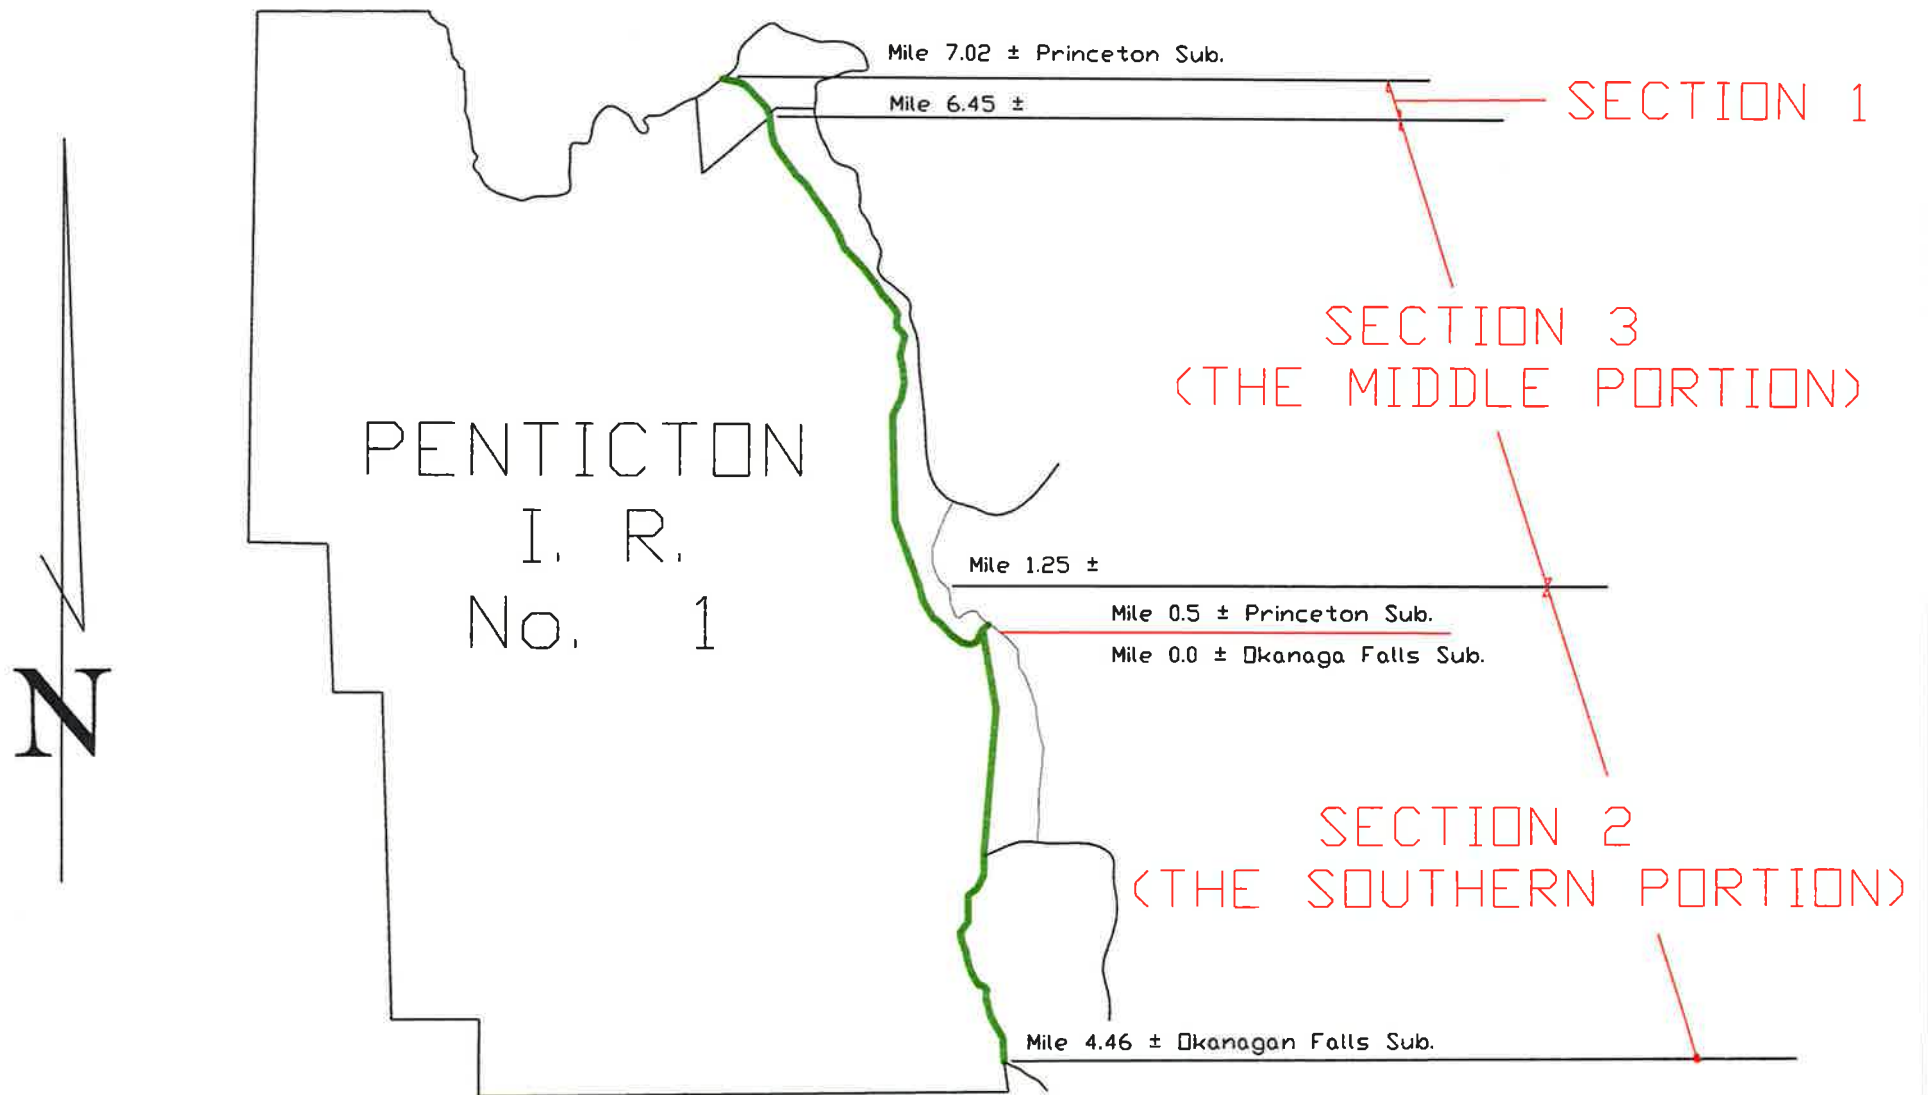 Mile 7.02 ± Princeton Sub.
Mile 6.45 ±
SECTION 1
SECTION 3
(THE MIDDLE PORTION)
PENTICTON
I. R.
No. 1
Mile 1.25 ±
Mile 0.5 ± Princeton Sub.
Mile 0.0 ± Okanaga Falls Sub.
N
SECTION 2
(THE SOUTHERN PORTION)
Mile 4.46 ± Okanagan Falls Sub.